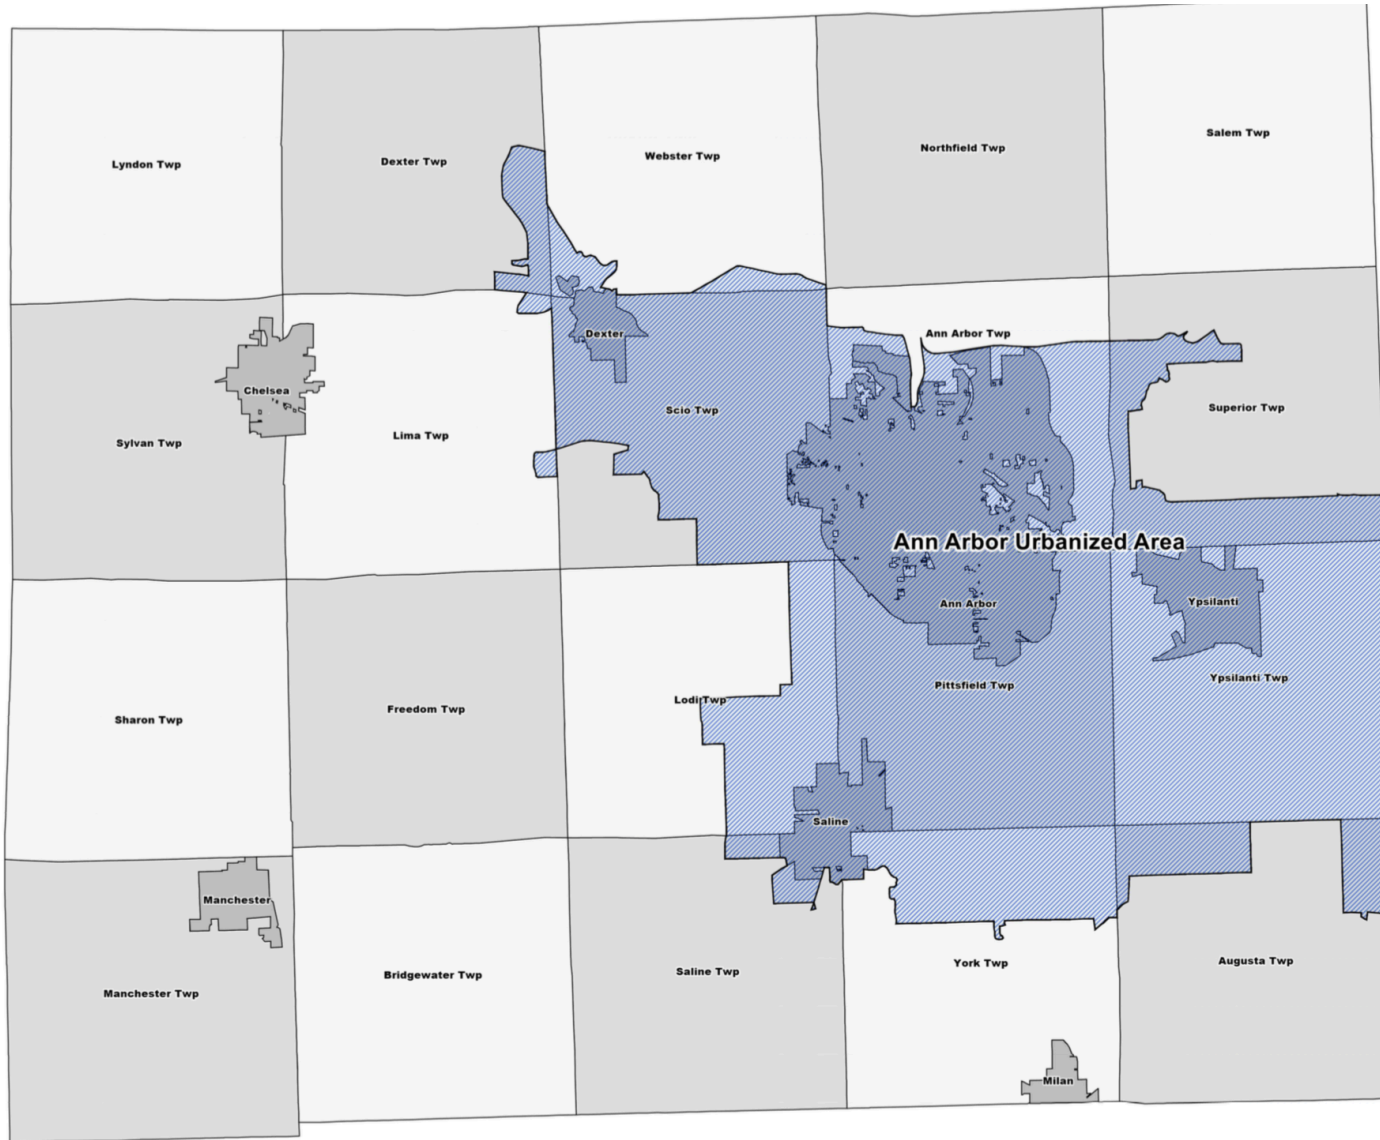 Salem Twp
Northfield Twp
Webster Twp
Dexter Twp
Lyndon Twp
Ann Arbor Twp
Dexter
Chelsea
Superior Twp
Scio Twp
Lima Twp
Sylvan Twp
Ann Arbor Urbanized Area
Ann Arbor
Ypsilanti
Ypsilanti Twp
Pittsfield Twp
Lodi Twp
Freedom Twp
Sharon Twp
Saline
Manchester
Augusta Twp
York Twp
Saline Twp
Bridgewater Twp
Manchester Twp
Milan